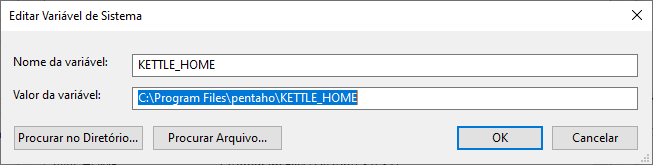 Editar Variável de Sistema
Nome da variável: KETTLE_HOME
Valor da variável: C:\Program Files\pentaho\KETTLE_HOME
Procurar no Diretório... Procurar Arquivo... OK Cancelar